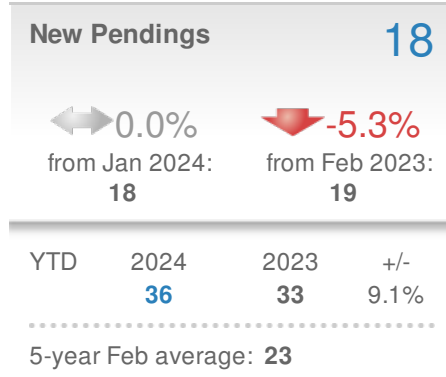 New Pendings 18
0.0% -5.3%
from Jan 2024: from Feb 2023:
18 19
YTD 2024 2023 +/-
36 33 9.1%
5-year Feb average: 23